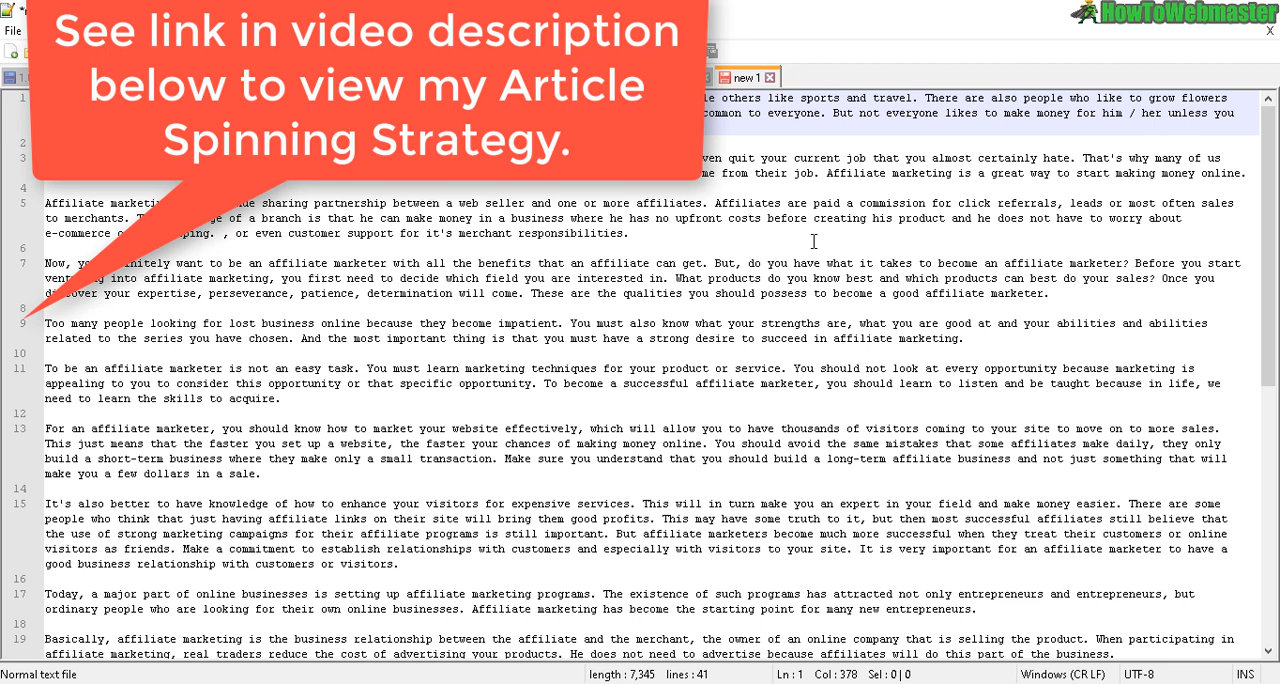 HowToWebmaster
See link in video description
below to view my Article
Spinning Strategy.
File
X
new 1
1 others like sports and travel. There are also people who like to grow flowers
common to everyone. But not everyone likes to make money for him / her unless you
2
3 quit your current job that you almost certainly hate. That's why many of us
from their job. Affiliate marketing is a great way to start making money online.
4
5 Affiliate sharing partnership between a web seller and one or more affiliates. Affiliates are paid a commission for click referrals, leads or most often sales
to merchants. of a branch is that he can make money in a business where he has no upfront costs before creating his product and he does not have to worry about
e-commerce , or even customer support for it's merchant responsibilities.
6
7 Now, want to be an affiliate marketer with all the benefits that an affiliate can get. But, do you have what it takes to become an affiliate marketer? Before you start
into affiliate marketing, you first need to decide which field you are interested in. What products do you know best and which products can best do your sales? Once you
your expertise, perseverance, patience, determination will come. These are the qualities you should possess to become a good affiliate marketer.
8
9 Too many people looking for lost business online because they become impatient. You must also know what your strengths are, what you are good at and your abilities and abilities
related to the series you have chosen. And the most important thing is that you must have a strong desire to succeed in affiliate marketing.
10
11 To be an affiliate marketer is not an easy task. You must learn marketing techniques for your product or service. You should not look at every opportunity because marketing is
appealing to you to consider this opportunity or that specific opportunity. To become a successful affiliate marketer, you should learn to listen and be taught because in life, we
need to learn the skills to acquire.
12
13 For an affiliate marketer, you should know how to market your website effectively, which will allow you to have thousands of visitors coming to your site to move on to more sales.
This just means that the faster you set up a website, the faster your chances of making money online. You should avoid the same mistakes that some affiliates make daily, they only
build a short-term business where they make only a small transaction. Make sure you understand that you should build a long-term affiliate business and not just something that will
make you a few dollars in a sale.
14
15 It's also better to have knowledge of how to enhance your visitors for expensive services. This will in turn make you an expert in your field and make money easier. There are some
people who think that just having affiliate links on their site will bring them good profits. This may have some truth to it, but then most successful affiliates still believe that
the use of strong marketing campaigns for their affiliate programs is still important. But affiliate marketers become much more successful when they treat their customers or online
visitors as friends. Make a commitment to establish relationships with customers and especially with visitors to your site. It is very important for an affiliate marketer to have a
good business relationship with customers or visitors.
16
17 Today, a major part of online businesses is setting up affiliate marketing programs. The existence of such programs has attracted not only entrepreneurs and entrepreneurs, but
ordinary people who are looking for their own online businesses. Affiliate marketing has become the starting point for many new entrepreneurs.
18
19 Basically, affiliate marketing is the business relationship between the affiliate and the merchant, the owner of an online company that is selling the product. When participating in
affiliate marketing, real traders reduce the cost of advertising your products. He does not need to advertise because affiliates will do this part of the business.
Normal text file length : 7,345 lines : 41 Ln : 1 Col : 378 Sel : 0 | 0 Windows (CR LF) UTF-8 INS